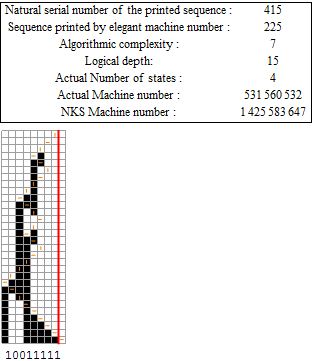 Natural serial number of the printed sequence : 415
Sequence printed by elegant machine number : 225
Algorithmic complexity : 7
Logical depth: 15
Actual Number of states : 4
Actual Machine number : 531 560 532
NKS Machine number : 1 425 583 647
10011111